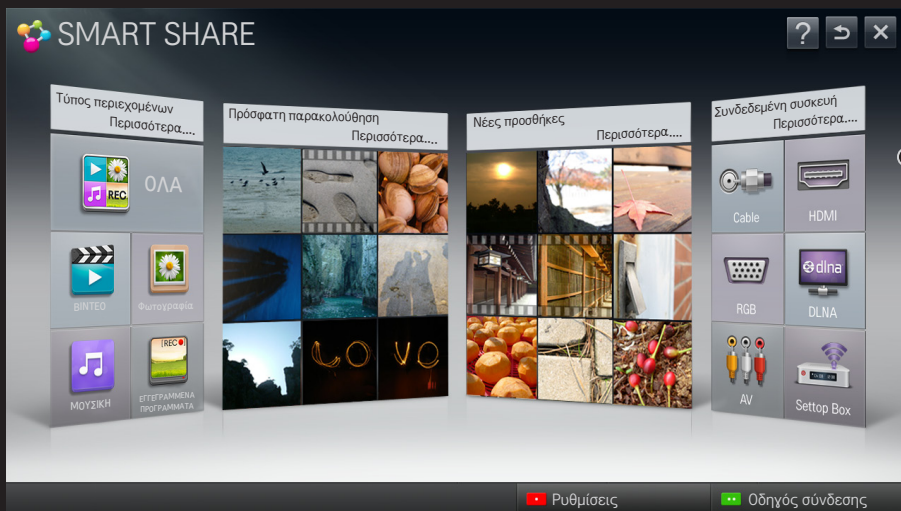 SMART SHARE
?
Τύπος περιεχομένων
Περισσότερα....
Πρόσφατη παρακολούθηση
Περισσότερα....
Νέες προσθήκες
Περισσότερα....
Συνδεδεμένη συσκευή
Περισσότερα....
REC
ΟΛΑ
ΒΙΝΤΕΟ
Φωτογραφία
ΜΟΥΣΙΚΗ
REC
ΕΓΓΕΓΡΑΜΜΕΝΑ
ΠΡΟΓΡΑΜΜΑΤΑ
LOVO
Cable
HDMI
RGB
dlna
DLNA
AV
Settop Box
Ρυθμίσεις
Οδηγός σύνδεσης